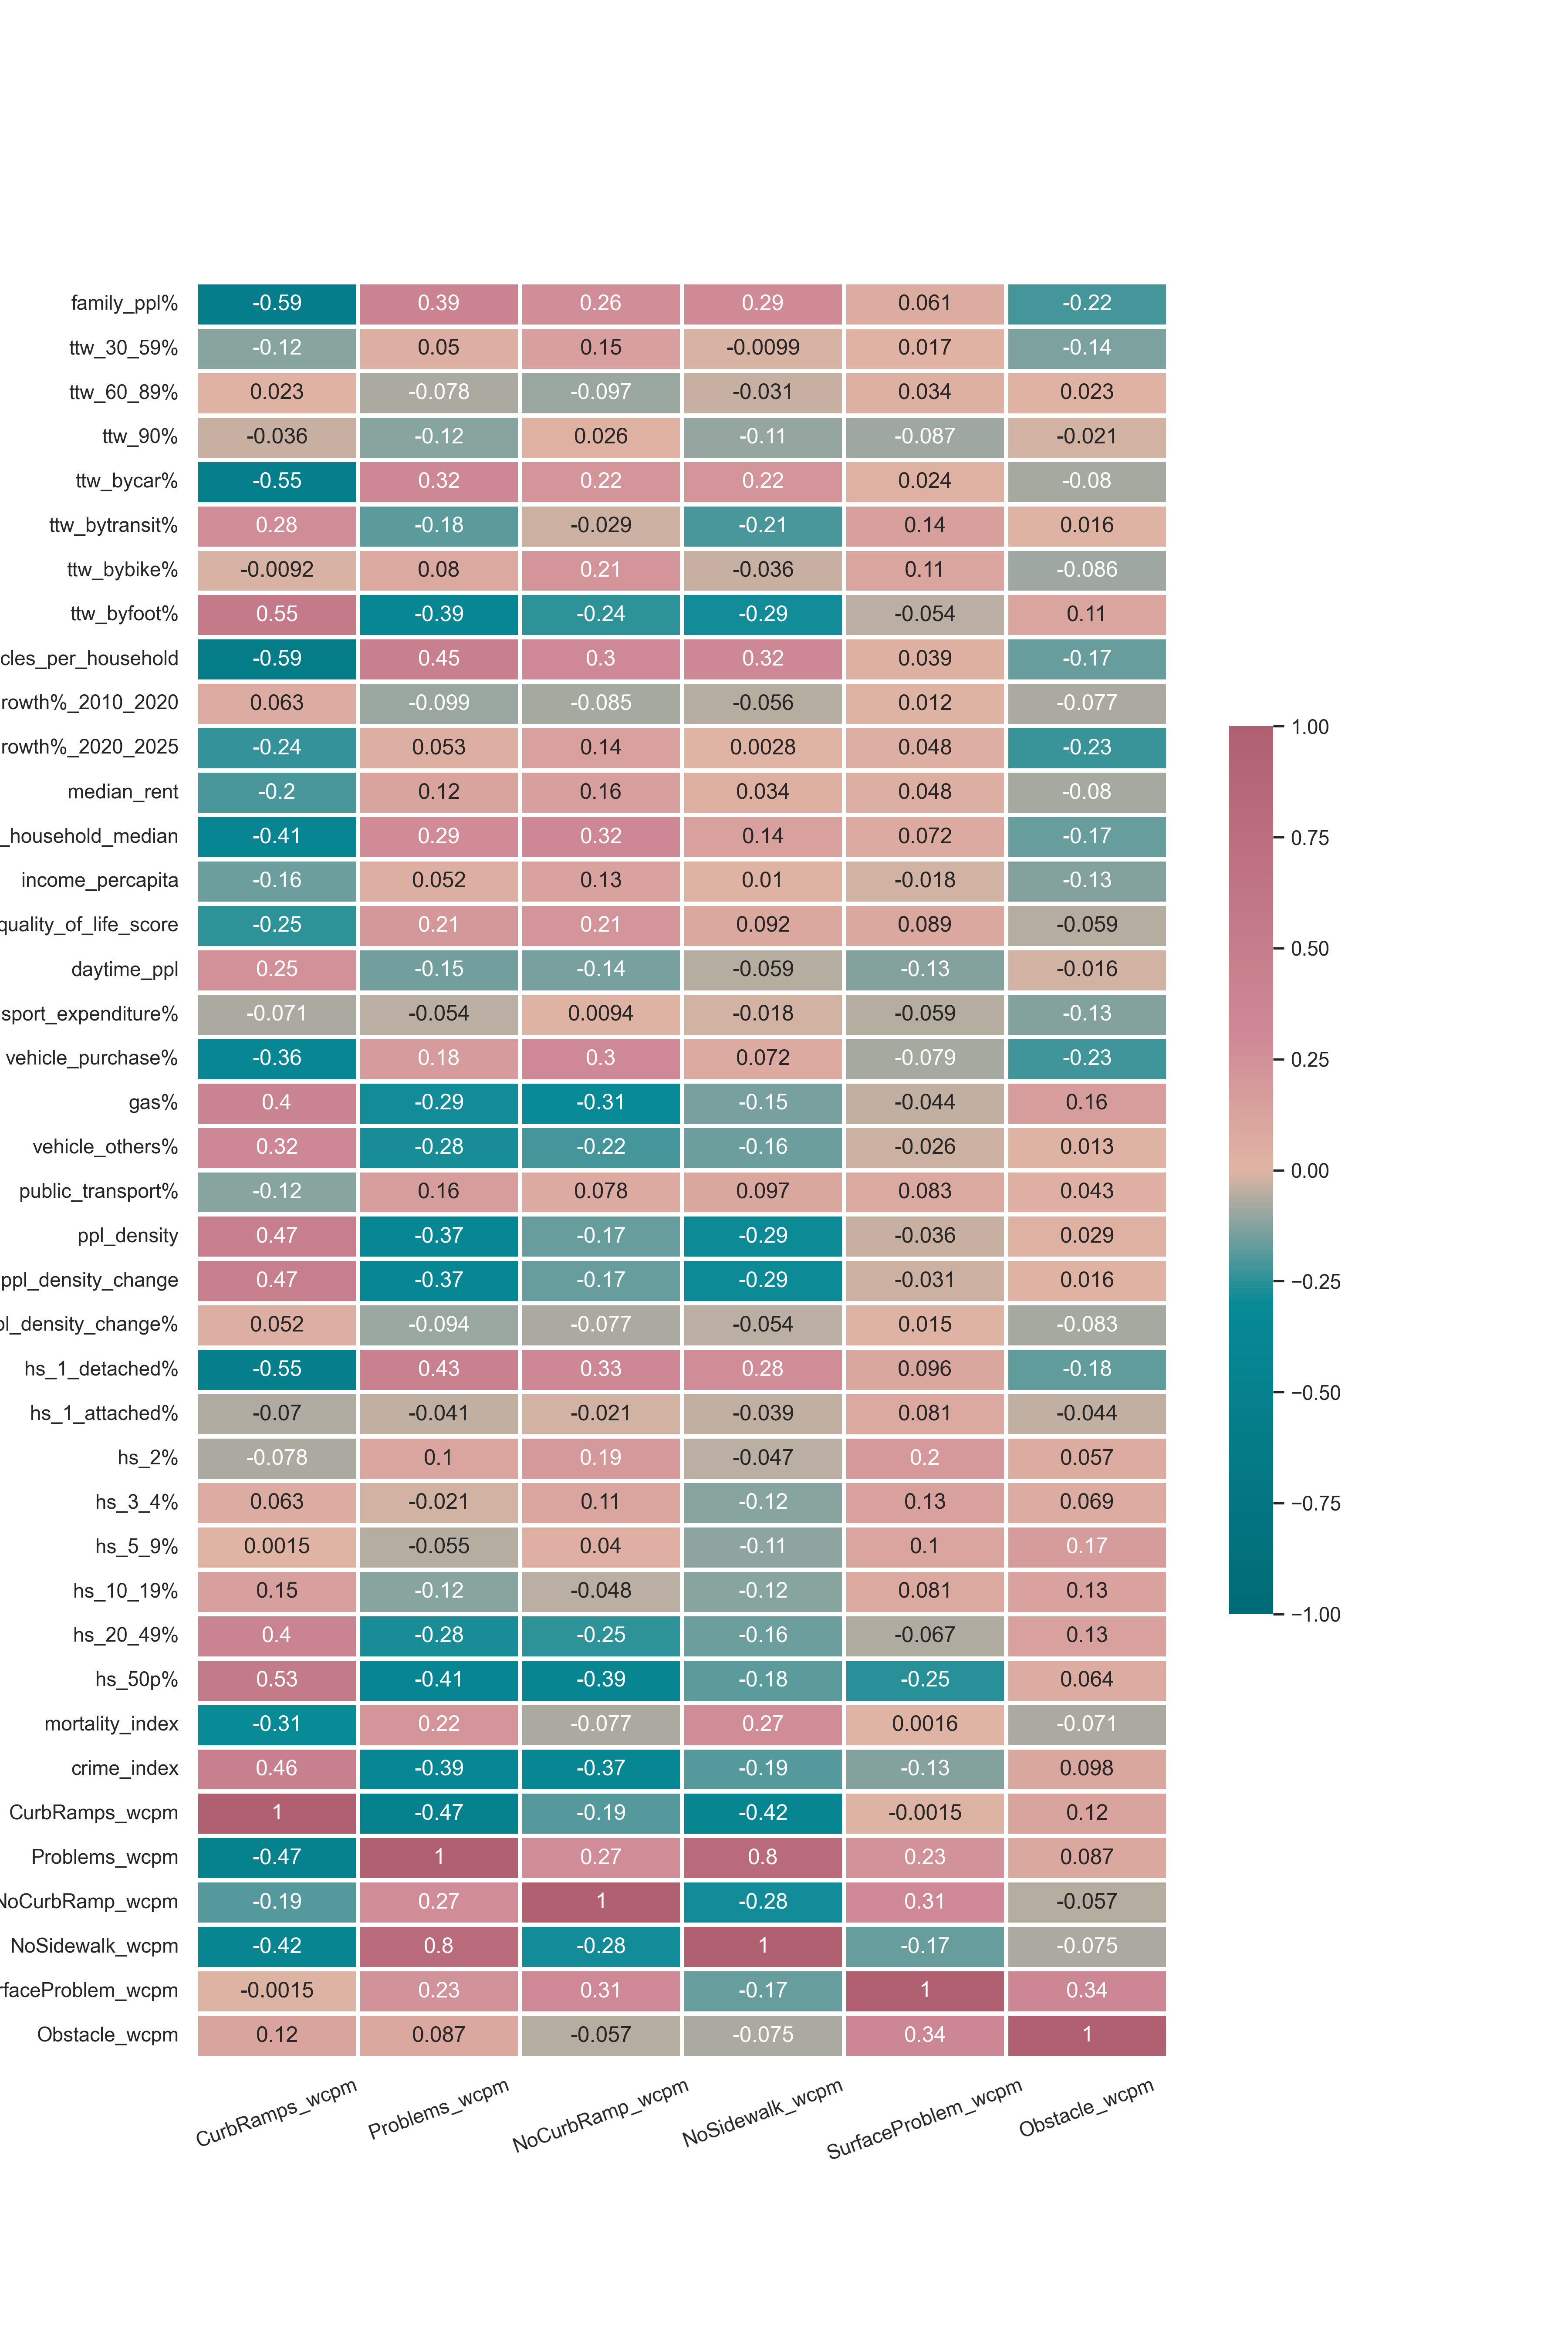 family_ppl% -0.59 0.39 0.26 0.29 0.061 -0.22
ttw_30_59% -0.12 0.05 0.15 -0.0099 0.017 -0.14
ttw_60_89% 0.023 -0.078 -0.097 -0.031 0.034 0.023
ttw_90% -0.036 -0.12 0.026 -0.11 -0.087 -0.021
ttw_bycar% -0.55 0.32 0.22 0.22 0.024 -0.08
ttw_bytransit% 0.28 -0.18 -0.029 -0.21 0.14 0.016
ttw_bybike% -0.0092 0.08 0.21 -0.036 0.11 -0.086
ttw_byfoot% 0.55 -0.39 -0.24 -0.29 -0.054 0.11
cles_per_household -0.59 0.45 0.3 0.32 0.039 -0.17
rowth%_2010_2020 0.063 -0.099 -0.085 -0.056 0.012 -0.077
rowth%_2020_2025 -0.24 0.053 0.14 0.0028 0.048 -0.23
median_rent -0.2 0.12 0.16 0.034 0.048 -0.08
_household_median -0.41 0.29 0.32 0.14 0.072 -0.17
income_percapita -0.16 0.052 0.13 0.01 -0.018 -0.13
quality_of_life_score -0.25 0.21 0.21 0.092 0.089 -0.059
daytime_ppl 0.25 -0.15 -0.14 -0.059 -0.13 -0.016
sport_expenditure% -0.071 -0.054 0.0094 -0.018 -0.059 -0.13
vehicle_purchase% -0.36 0.18 0.3 0.072 -0.079 -0.23
gas% 0.4 -0.29 -0.31 -0.15 -0.044 0.16
vehicle_others% 0.32 -0.28 -0.22 -0.16 -0.026 0.013
public_transport% -0.12 0.16 0.078 0.097 0.083 0.043
ppl_density 0.47 -0.37 -0.17 -0.29 -0.036 0.029
ppl_density_change 0.47 -0.37 -0.17 -0.29 -0.031 0.016
pl_density_change% 0.052 -0.094 -0.077 -0.054 0.015 -0.083
hs_1_detached% -0.55 0.43 0.33 0.28 0.096 -0.18
hs_1_attached% -0.07 -0.041 -0.021 -0.039 0.081 -0.044
hs_2% -0.078 0.1 0.19 -0.047 0.2 0.057
hs_3_4% 0.063 -0.021 0.11 -0.12 0.13 0.069
hs_5_9% 0.0015 -0.055 0.04 -0.11 0.1 0.17
hs_10_19% 0.15 -0.12 -0.048 -0.12 0.081 0.13
hs_20_49% 0.4 -0.28 -0.25 -0.16 -0.067 0.13
hs_50p% 0.53 -0.41 -0.39 -0.18 -0.25 0.064
mortality_index -0.31 0.22 -0.077 0.27 0.0016 -0.071
crime_index 0.46 -0.39 -0.37 -0.19 -0.13 0.098
CurbRamps_wcpm 1 -0.47 -0.19 -0.42 -0.0015 0.12
Problems_wcpm -0.47 1 0.27 0.8 0.23 0.087
NoCurbRamp_wcpm -0.19 0.27 1 -0.28 0.31 -0.057
NoSidewalk_wcpm -0.42 0.8 -0.28 1 -0.17 -0.075
rfaceProblem_wcpm -0.0015 0.23 0.31 -0.17 1 0.34
Obstacle_wcpm 0.12 0.087 -0.057 -0.075 0.34 1
CurbRamps_wcpm Problems_wcpm NoCurbRamp_wcpm NoSidewalk_wcpm SurfaceProblem_wcpm Obstacle_wcpm
1.00
0.75
0.50
0.25
0.00
−0.25
−0.50
−0.75
−1.00